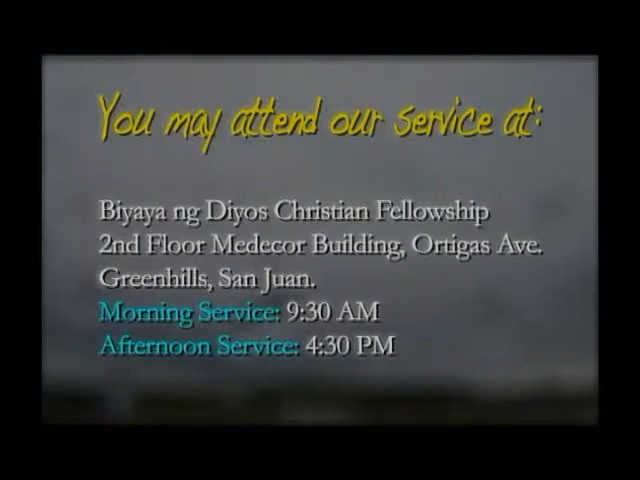 You may attend our service at:
Biyaya ng Diyos Christian Fellowship
2nd Floor Medecor Building, Ortigas Ave.
Greenhills, San Juan.
Morning Service: 9:30 AM
Afternoon Service: 4:30 PM